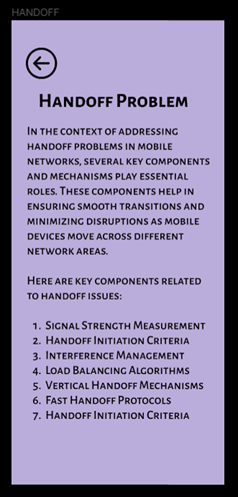 HANDOFF
Handoff Problem
In the context of addressing
handoff problems in mobile
networks, several key components
and mechanisms play essential
roles. These components help in
ensuring smooth transitions and
minimizing disruptions as mobile
devices move across different
network areas.
Here are key components related
to handoff issues:
1. Signal Strength Measurement
2. Handoff Initiation Criteria
3. Interference Management
4. Load Balancing Algorithms
5. Vertical Handoff Mechanisms
6. Fast Handoff Protocols
7. Handoff Initiation Criteria